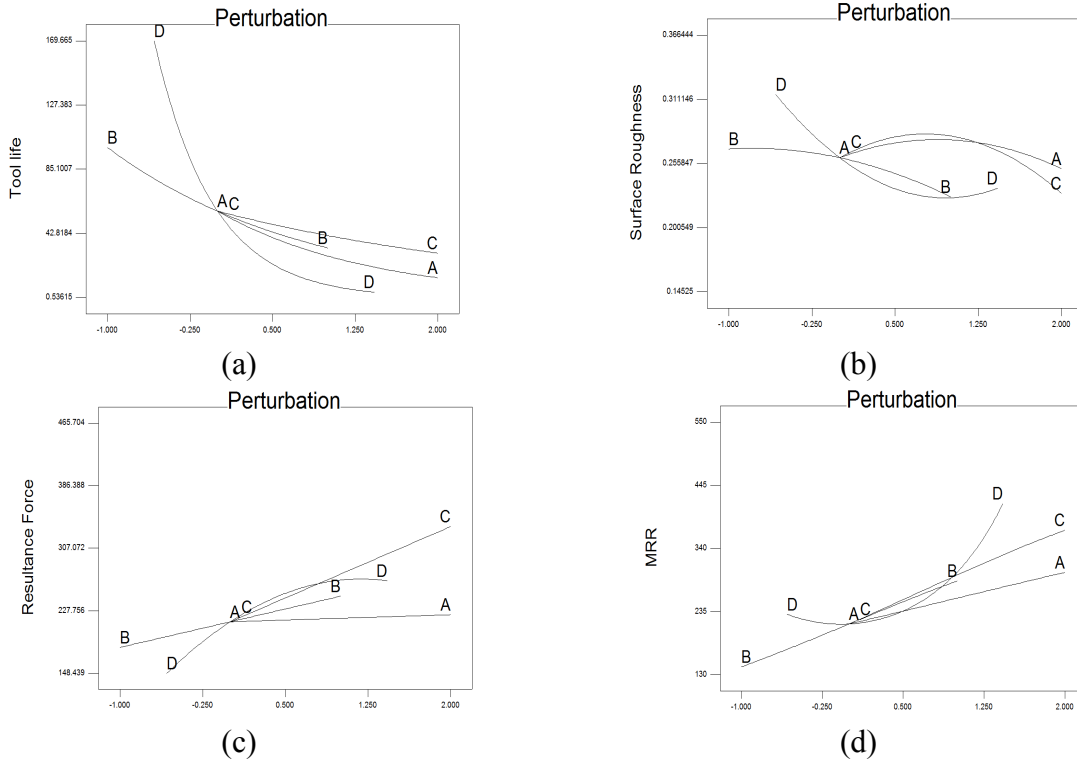 Perturbation
Tool life
169.665
127.383
85.1007
42.8184
0.53615
D
B
A C
B
C
A
D
-1.000 -0.250 0.500 1.250 2.000
(a)
Perturbation
Surface Roughness
0.366444
0.311146
0.255847
0.200549
0.14525
D
B
A C
A
B
D
C
-1.000 -0.250 0.500 1.250 2.000
(b)
Perturbation
Resultance Force
465.704
386.388
307.072
227.756
148.439
C
D
B
A C
A
B
D
-1.000 -0.250 0.500 1.250 2.000
(c)
Perturbation
MRR
550
445
340
235
130
D
C
B
A
D
A C
B
-1.000 -0.250 0.500 1.250 2.000
(d)